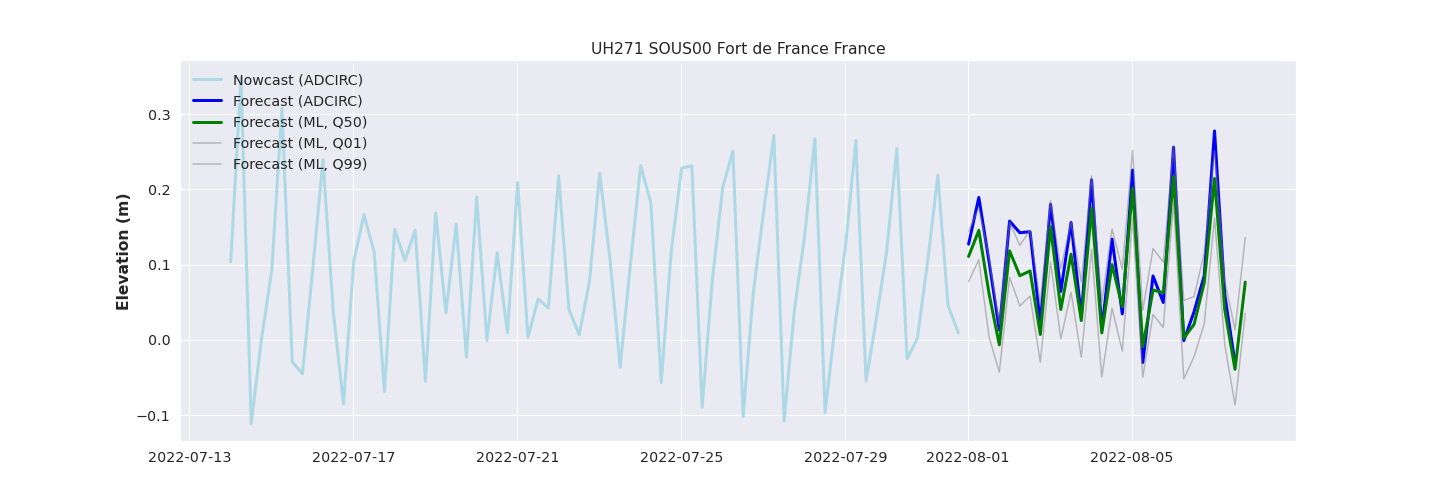 UH271 SOUS00 Fort de France France
Nowcast (ADCIRC)
Forecast (ADCIRC)
Forecast (ML, Q50)
Forecast (ML, Q01)
Forecast (ML, Q99)
Elevation (m)
0.3
0.2
0.1
0.0
−0.1
2022-07-13 2022-07-17 2022-07-21 2022-07-25 2022-07-29 2022-08-01 2022-08-05